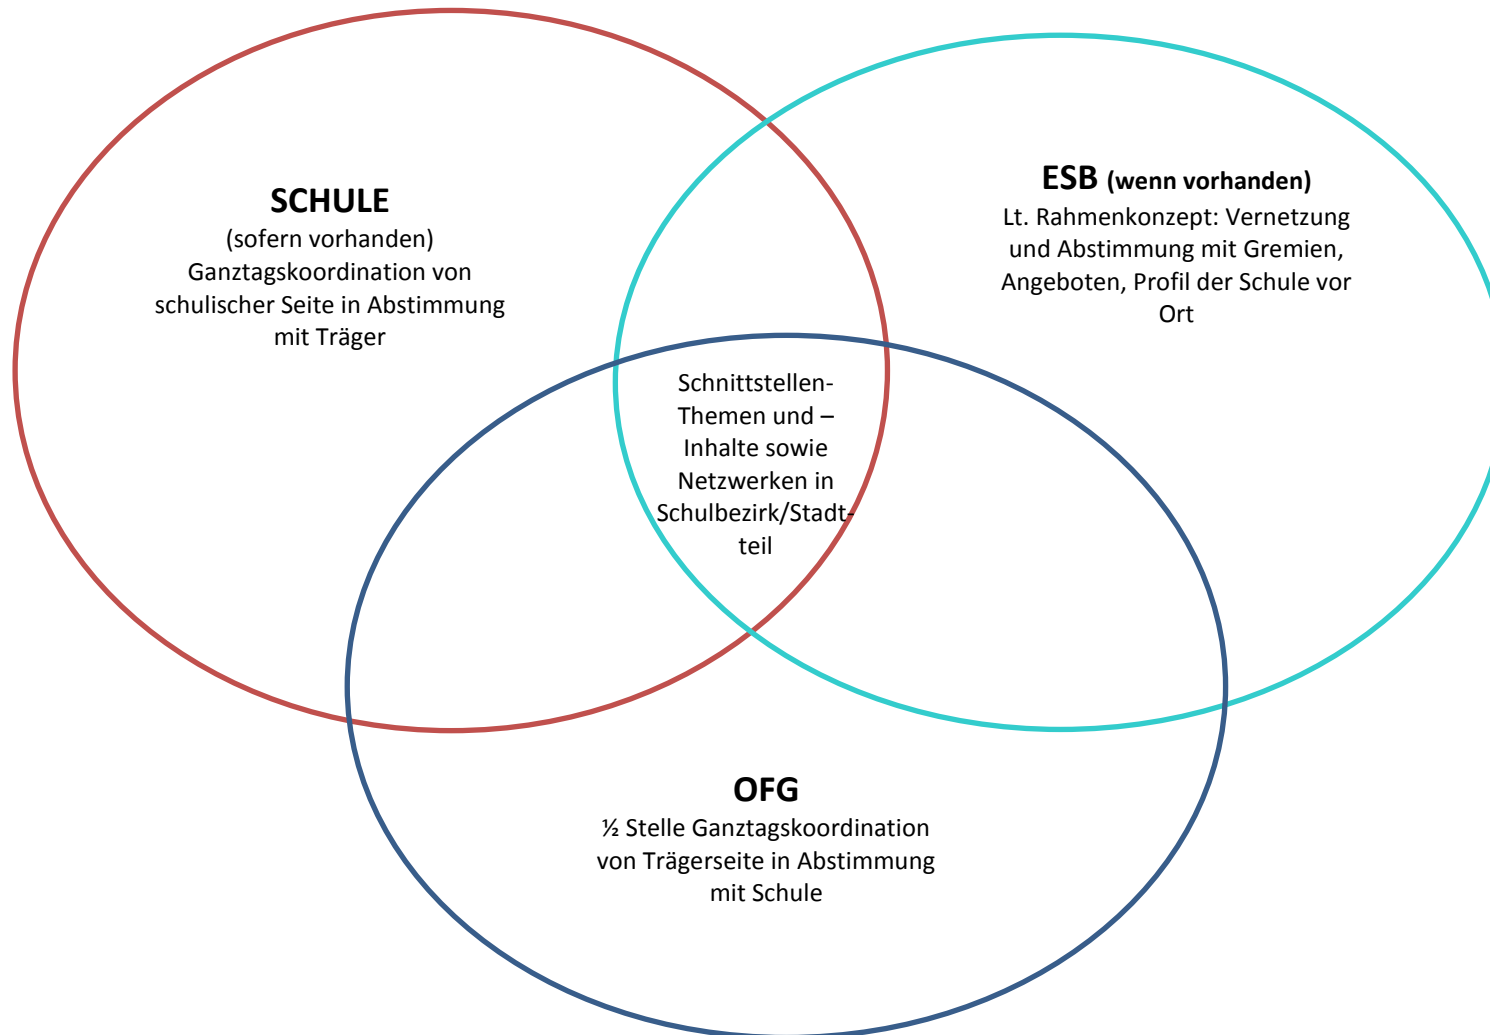 SCHULE
(sofern vorhanden)
Ganztagskoordination von
schulischer Seite in Abstimmung
mit Träger
ESB (wenn vorhanden)
Lt. Rahmenkonzept: Vernetzung
und Abstimmung mit Gremien,
Angeboten, Profil der Schule vor
Ort
Schnittstellen-
Themen und –
Inhalte sowie
Netzwerken in
Schulbezirk/Stadt-
teil
OFG
½ Stelle Ganztagskoordination
von Trägerseite in Abstimmung
mit Schule